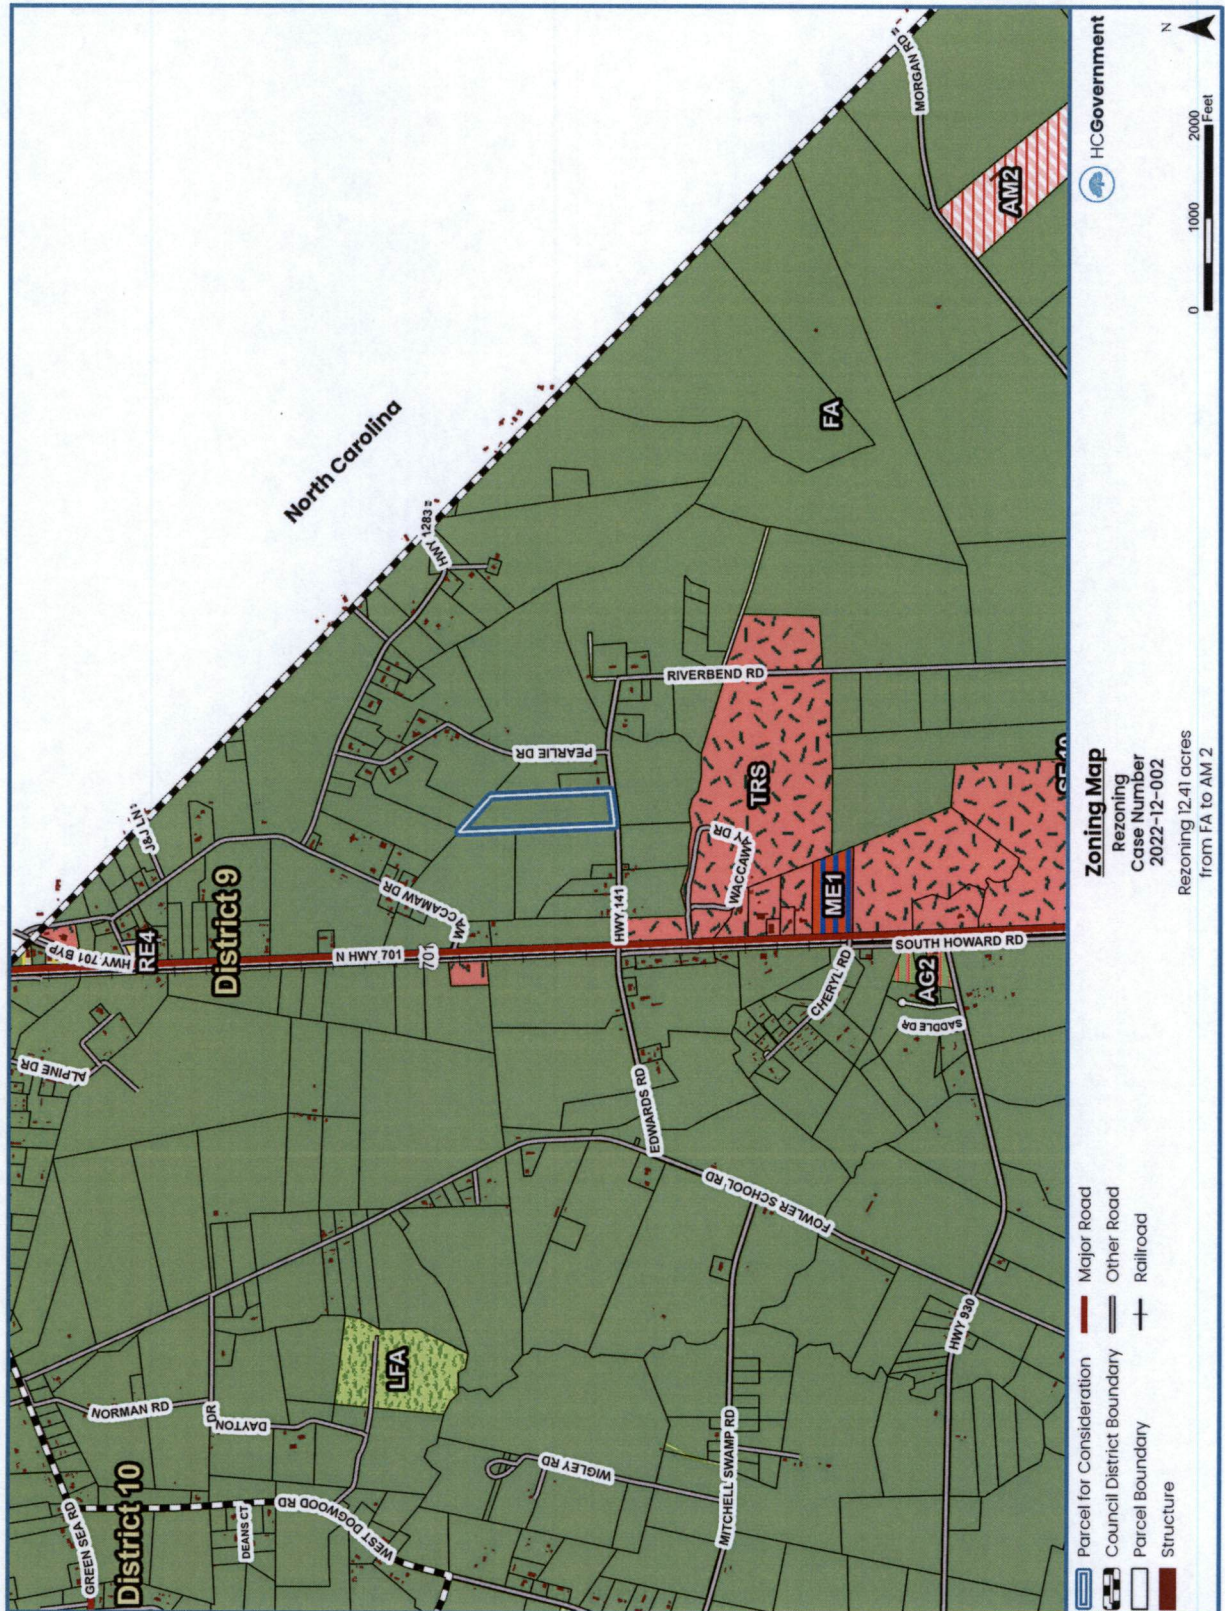 North Carolina
MORGAN RD
AM2
FA
HWY 1283
J&J LN
HWY 701 BYP
RE4
District 9
WACCAMAW DR
N HWY 701
701
PEARLIE DR
RIVERBEND RD
HWY 141
TRS
WACCAWAY DR
ME1
SOUTH HOWARD RD
CHERYL RD
AG2
SADDLE DR
ALPINE DR
EDWARDS RD
FOWLER SCHOOL RD
HWY 930
LFA
NORMAN RD
DAYTON DR
GREEN SEA RD
District 10
DEANS CT
WEST DOGWOOD RD
WIGLEY RD
MITCHELL SWAMP RD
Parcel for Consideration
Council District Boundary
Parcel Boundary
Structure
Major Road
Other Road
Railroad
Zoning Map
Rezoning
Case Number
2022-12-002
Rezoning 12.41 acres
from FA to AM 2
HCGovernment
0 1000 2000
Feet
N